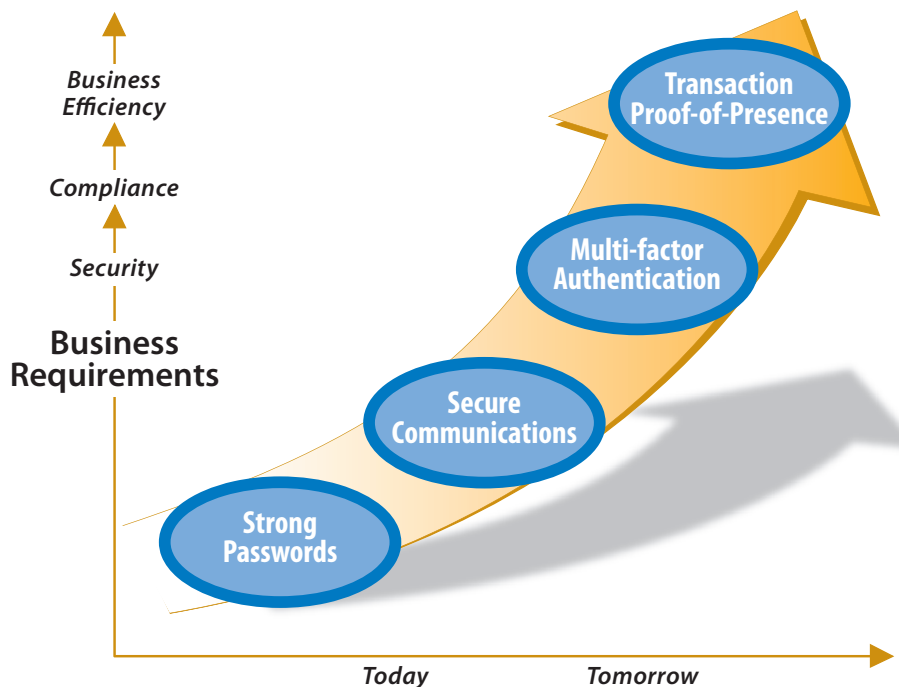 Business
Efficiency
Compliance
Security
Business
Requirements
Transaction
Proof-of-Presence
Multi-factor
Authentication
Secure
Communications
Strong
Passwords
Today
Tomorrow